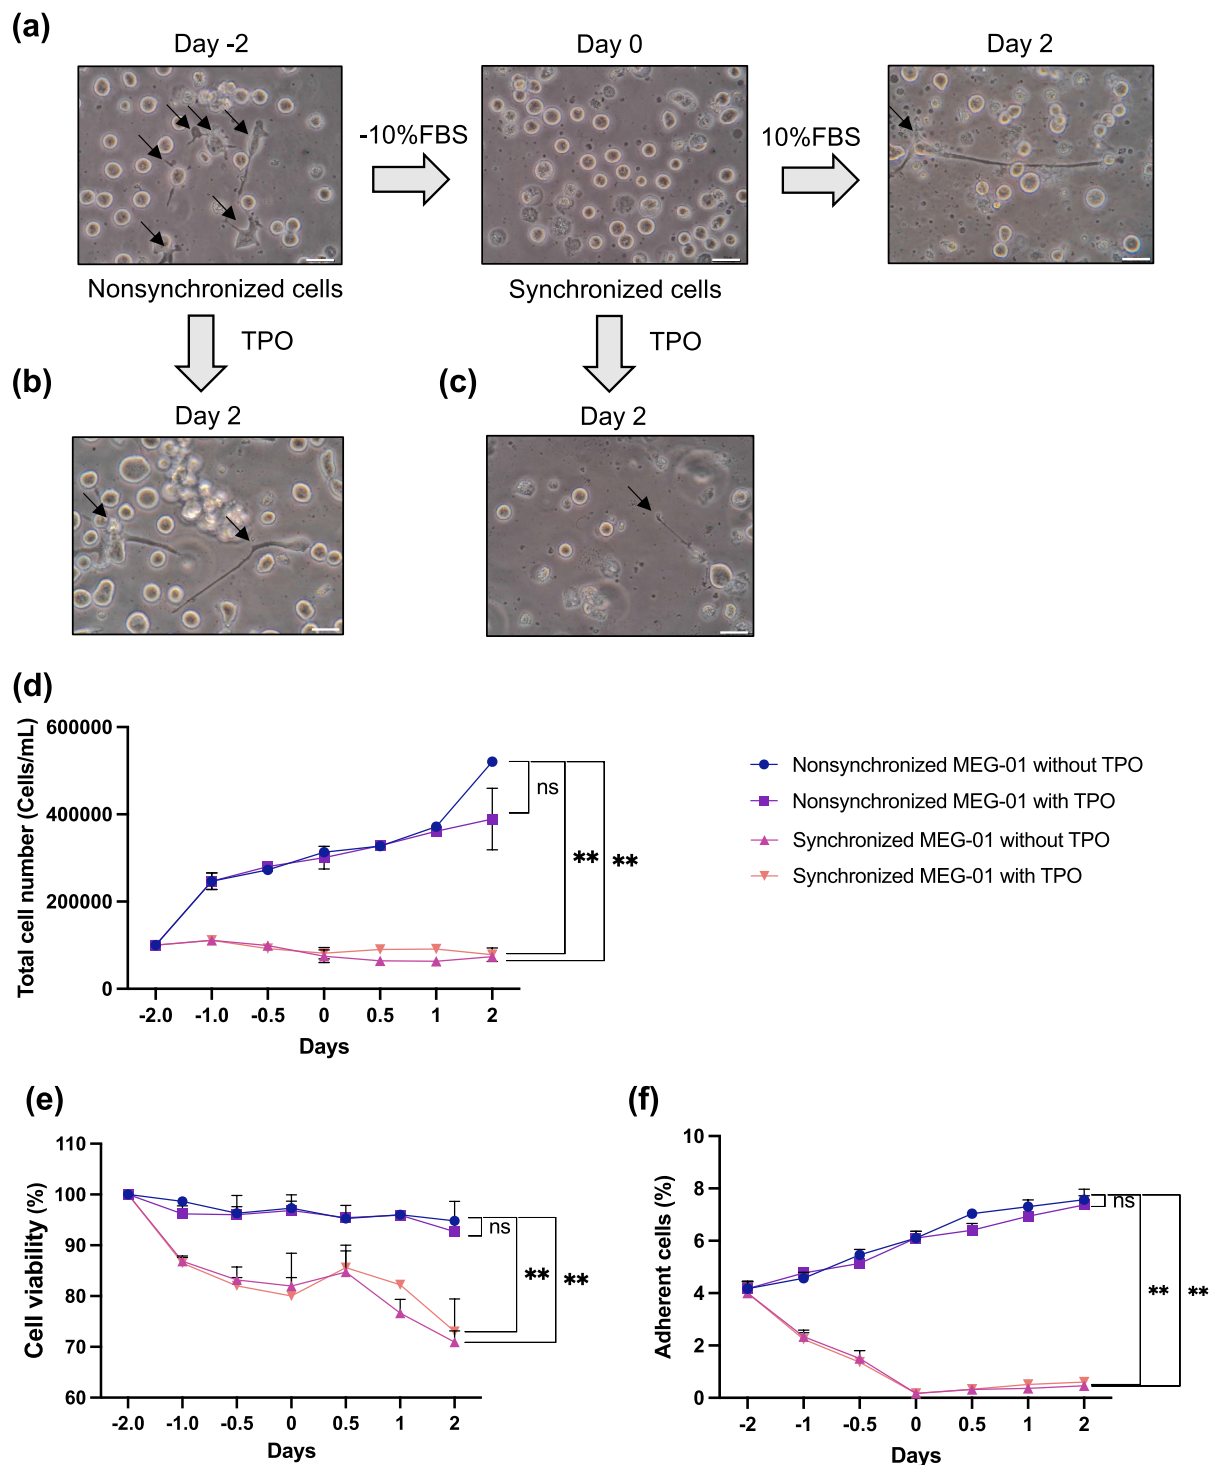 (a)
Day -2
Day 0
Day 2
-10%FBS
10%FBS
Nonsynchronized cells
Synchronized cells
TPO
TPO
(b)
(c)
Day 2
Day 2
(d)
Total cell number (Cells/mL)
600000
400000
200000
0
-2.0 -1.0 -0.5 0 0.5 1 2
Days
ns
** **
Nonsynchronized MEG-01 without TPO
Nonsynchronized MEG-01 with TPO
Synchronized MEG-01 without TPO
Synchronized MEG-01 with TPO
(e)
Cell viability (%)
110
100
90
80
70
60
-2.0 -1.0 -0.5 0 0.5 1 2
Days
ns
** **
(f)
Adherent cells (%)
10
8
6
4
2
0
-2 -1 -0.5 0 0.5 1 2
Days
ns
** **